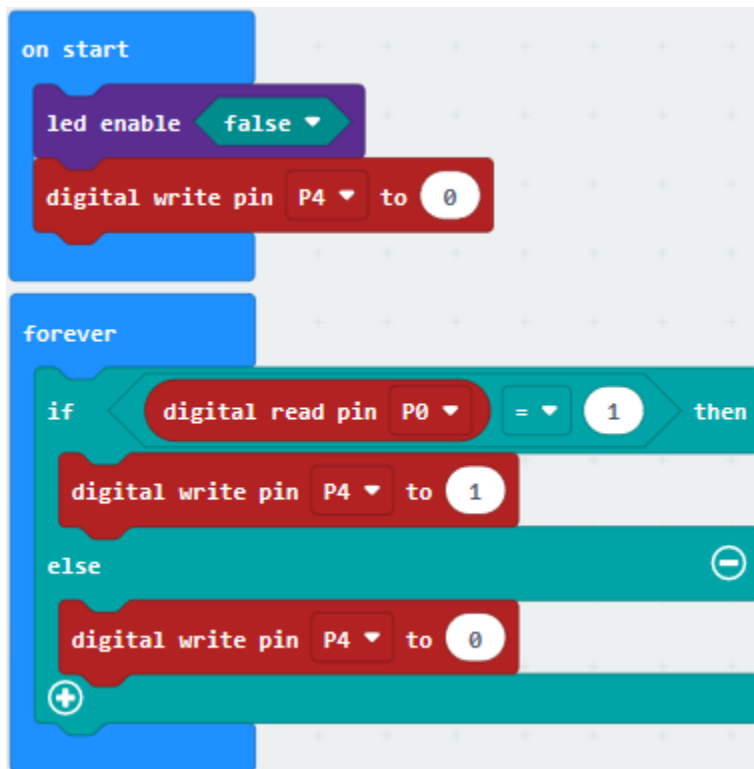 on start
led enable false
digital write pin P4 to 0
forever
if digital read pin P0 = 1 then
digital write pin P4 to 1
else
digital write pin P4 to 0